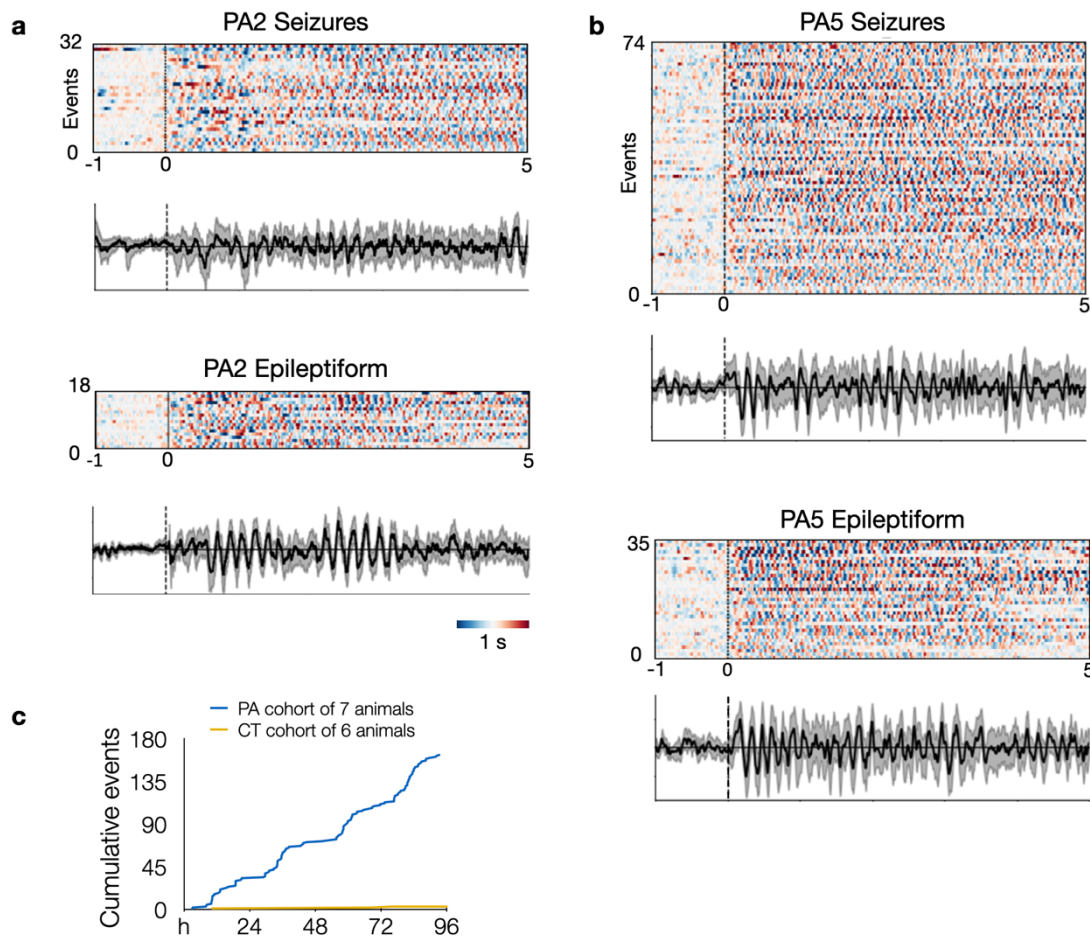 a
PA2 Seizures
32
Events
0
-1 0 5
PA2 Epileptiform
18
0
-1 0 5
1 s
b
PA5 Seizures
74
Events
0
-1 0 5
PA5 Epileptiform
35
0
-1 0 5
c
PA cohort of 7 animals
CT cohort of 6 animals
Cumulative events
180
135
90
45
0
h 24 48 72 96